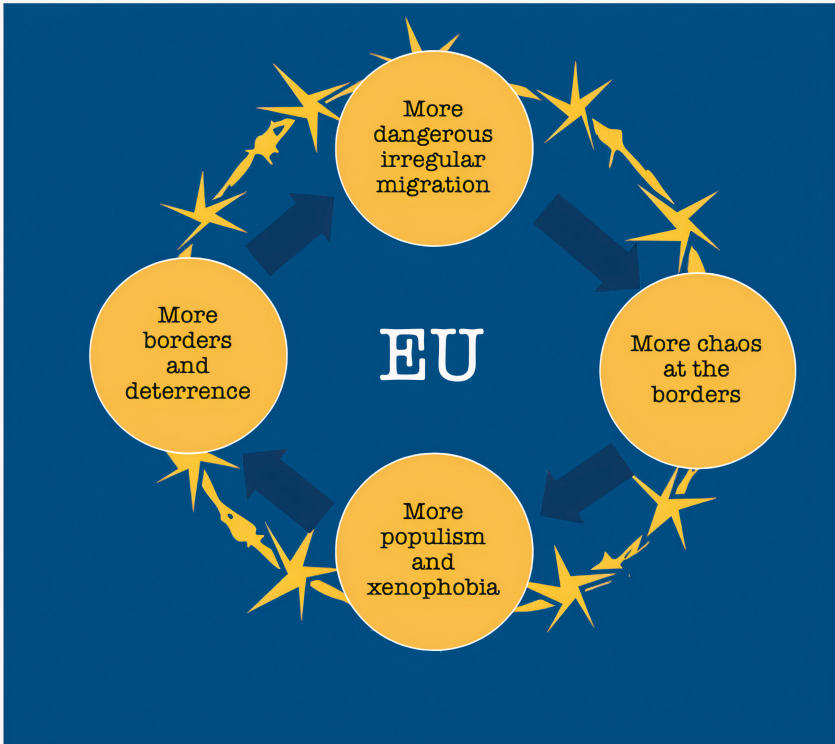 More
dangerous
irregular
migration
More
borders
and
deterrence
EU
More chaos
at the
borders
More
populism
and
xenophobia